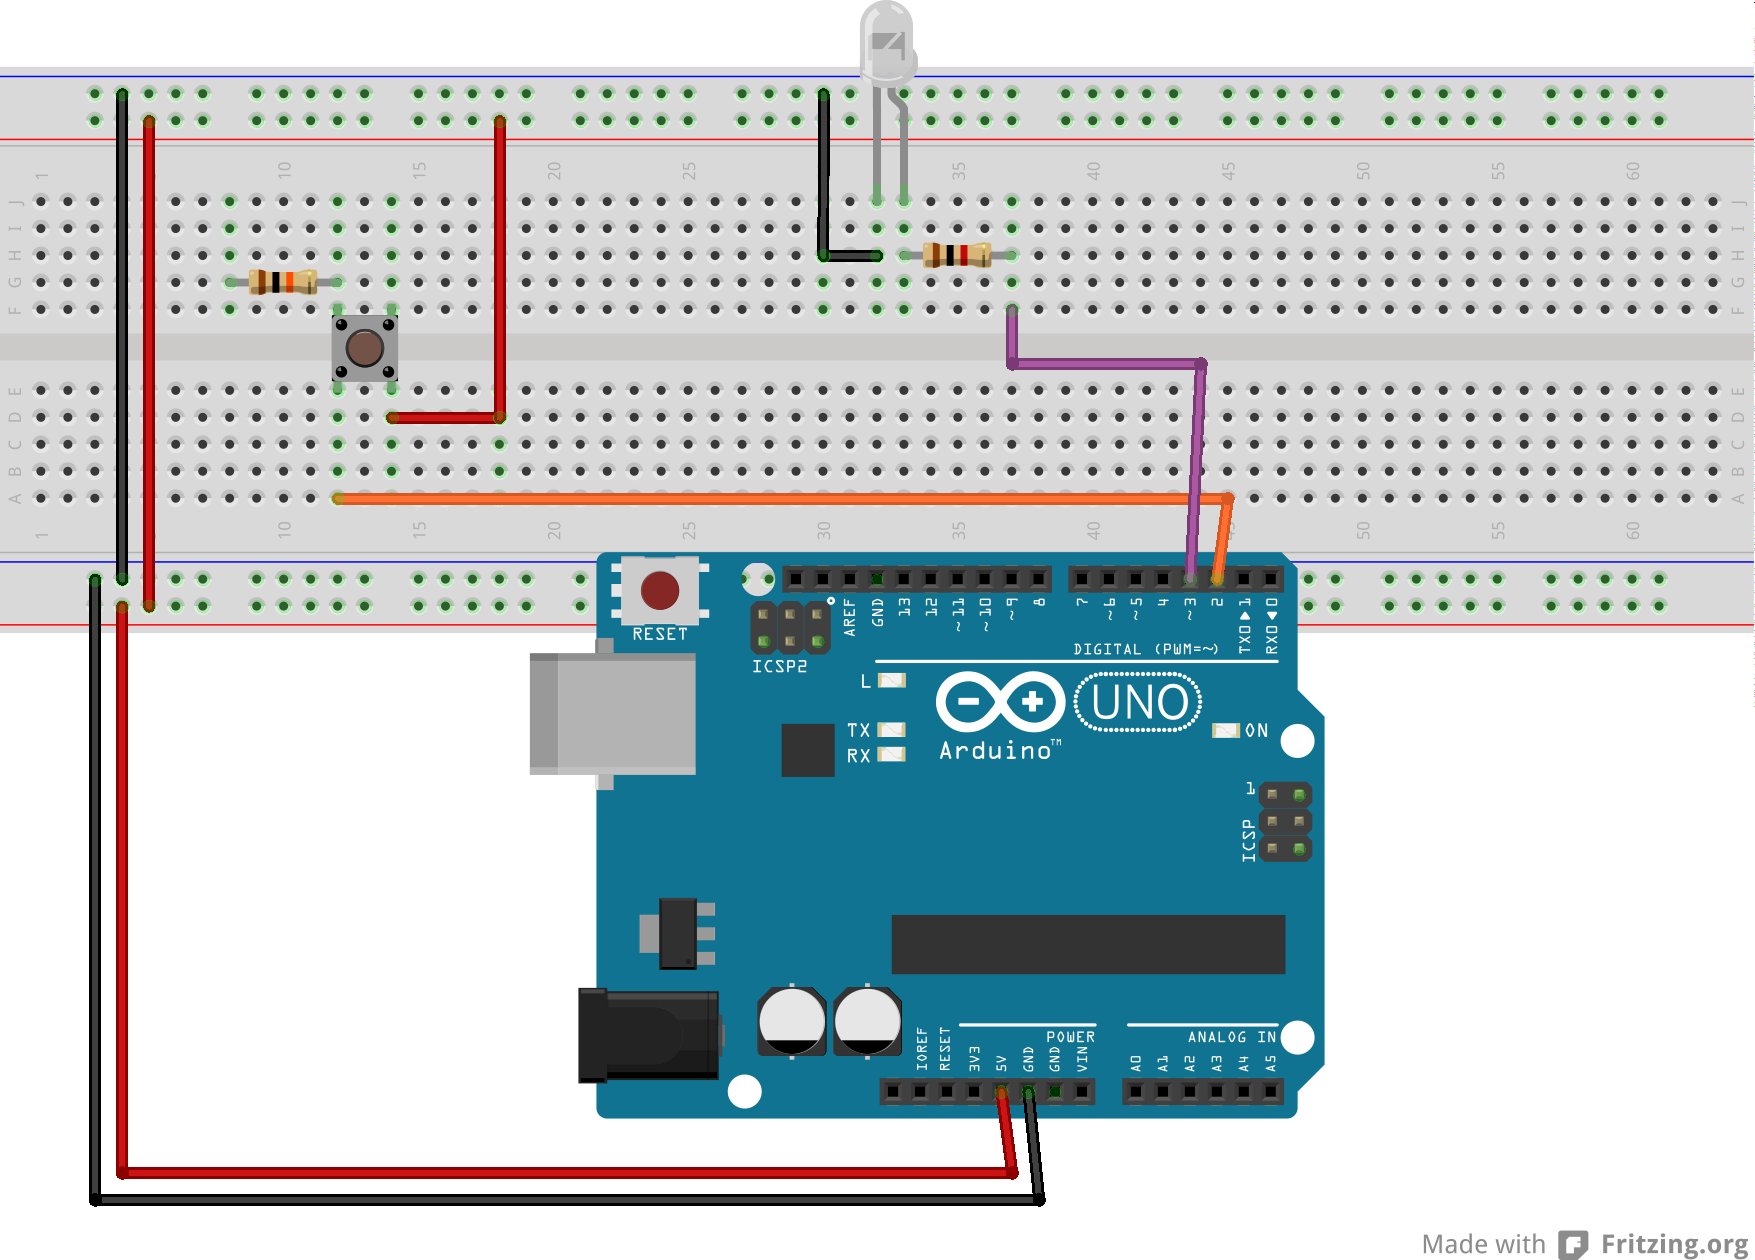 1 10 15 20 25 30 35 40 45 50 55 60
J J
I I
H H
G G
F F
E E
D D
C C
B B
A A
1 10 15 20 25 30 35 40 50 55 60
RESET
AREF GND 13 12 ~11 ~10 ~9 8 7 ~6 ~5 4 ~3 2 TX0▶1 RX0◀0
ICSP2
DIGITAL (PWM=~)
L
TX
RX
UNO
Arduino™
ON
1
ICSP
POWER
ANALOG IN
IOREF RESET 3V3 5V GND GND VIN A0 A1 A2 A3 A4 A5
Made with Fritzing.org